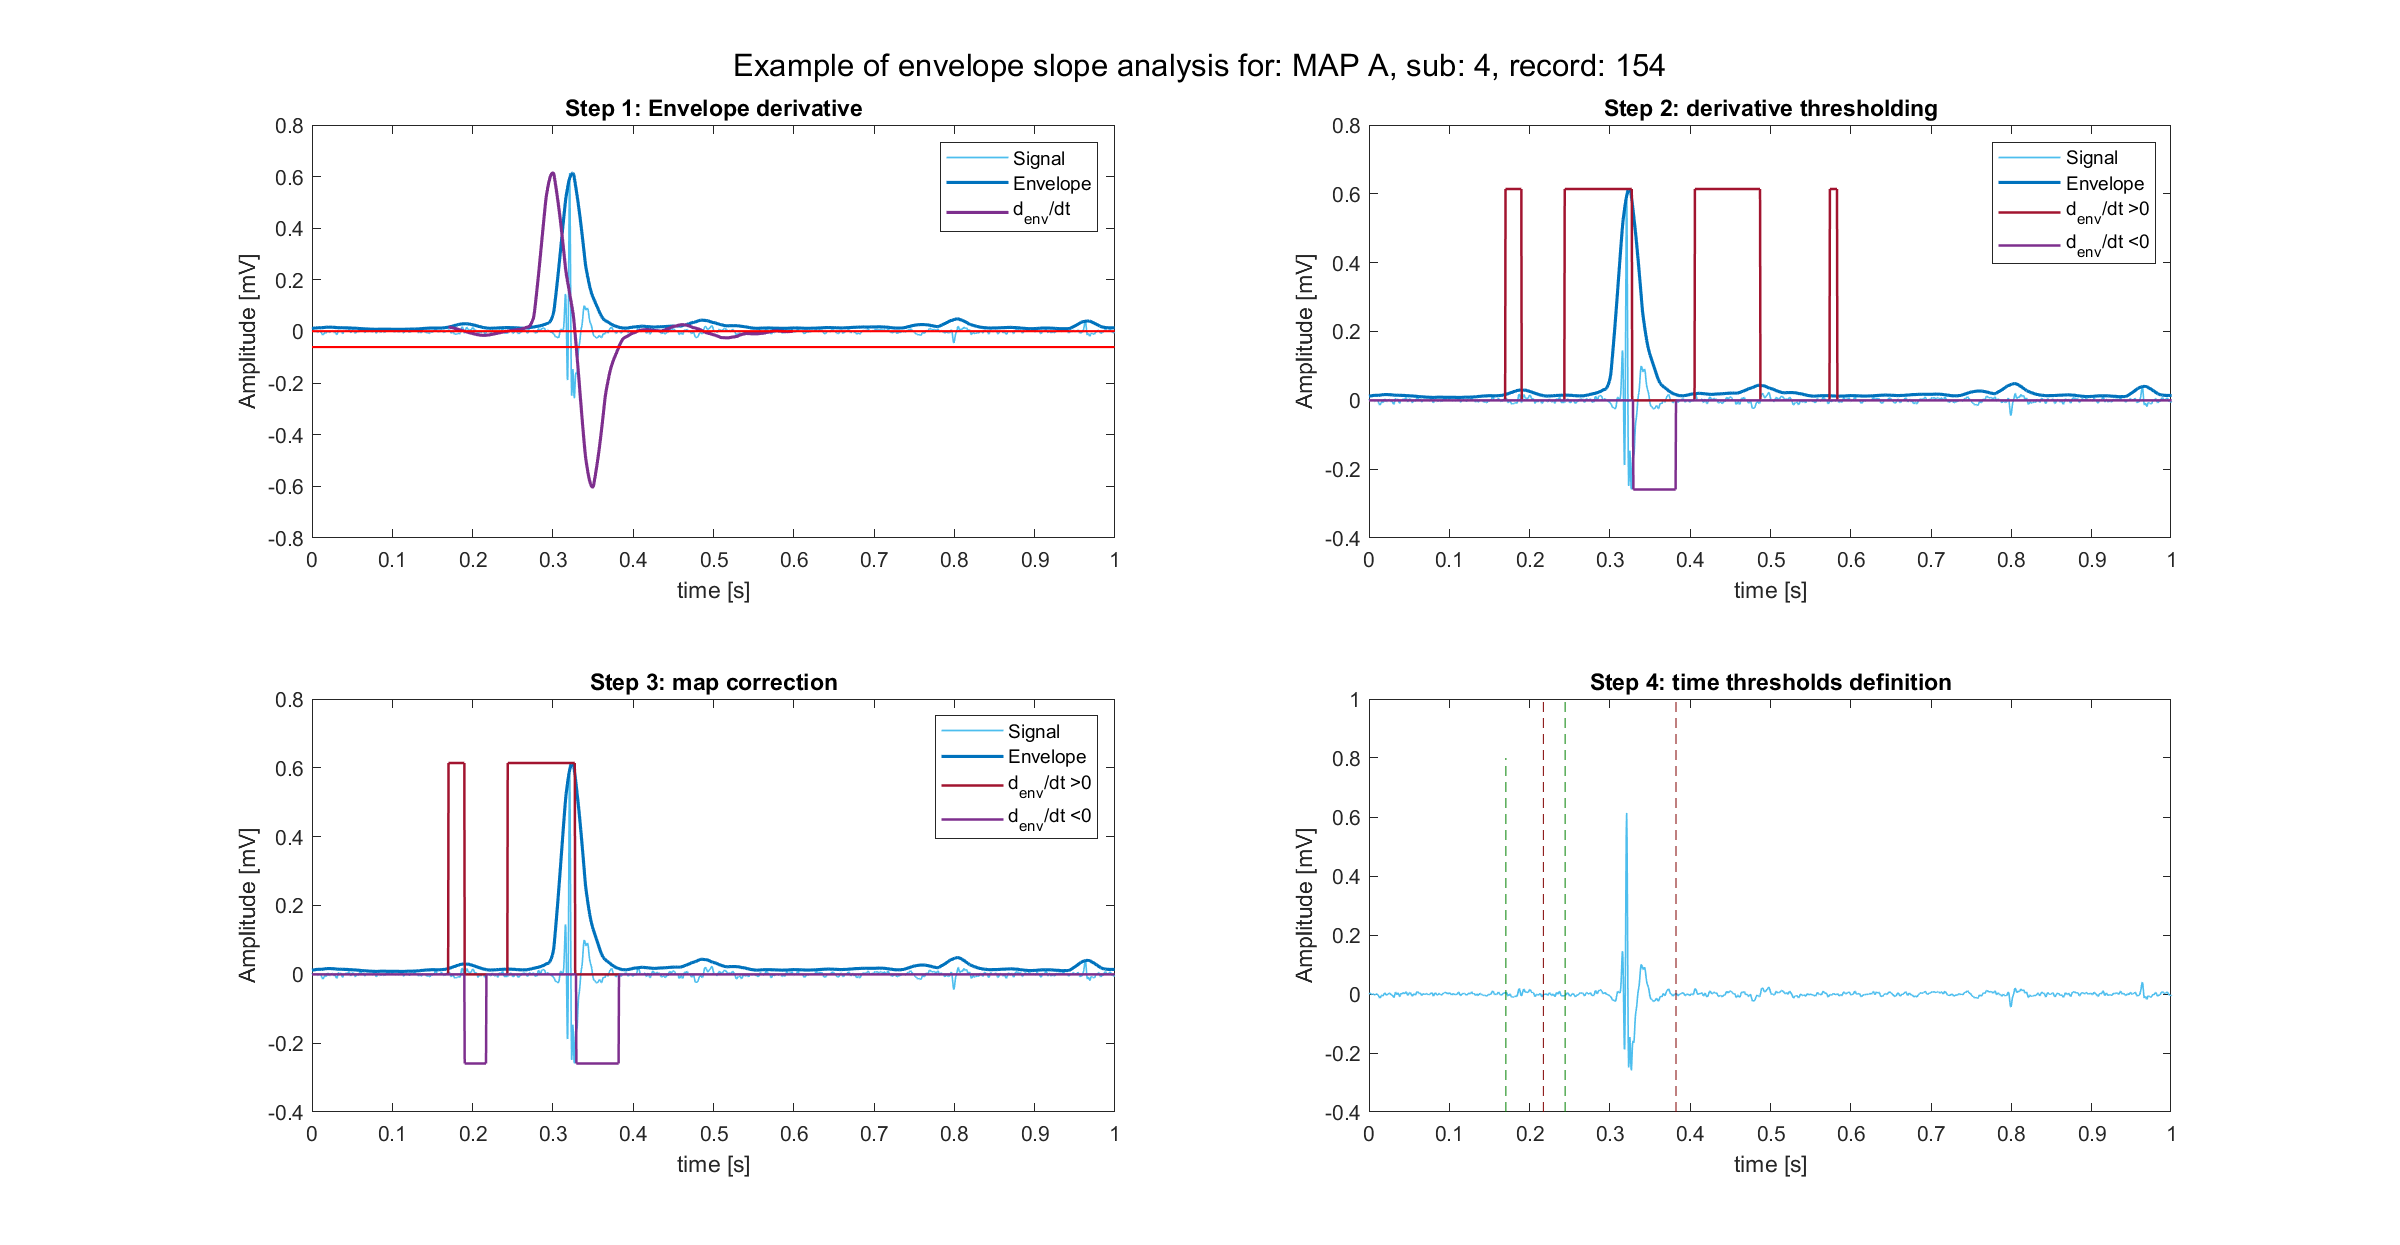 Example of envelope slope analysis for: MAP A, sub: 4, record: 154
Step 1: Envelope derivative
0.8
0.6
0.4
0.2
0
-0.2
-0.4
-0.6
-0.8
Amplitude [mV]
0 0.1 0.2 0.3 0.4 0.5 0.6 0.7 0.8 0.9 1
time [s]
Signal
Envelope
d_env/dt
Step 2: derivative thresholding
0.8
0.6
0.4
0.2
0
-0.2
-0.4
Amplitude [mV]
0 0.1 0.2 0.3 0.4 0.5 0.6 0.7 0.8 0.9 1
time [s]
Signal
Envelope
d_env/dt >0
d_env/dt <0
Step 3: map correction
0.8
0.6
0.4
0.2
0
-0.2
-0.4
Amplitude [mV]
0 0.1 0.2 0.3 0.4 0.5 0.6 0.7 0.8 0.9 1
time [s]
Signal
Envelope
d_env/dt >0
d_env/dt <0
Step 4: time thresholds definition
1
0.8
0.6
0.4
0.2
0
-0.2
-0.4
Amplitude [mV]
0 0.1 0.2 0.3 0.4 0.5 0.6 0.7 0.8 0.9 1
time [s]